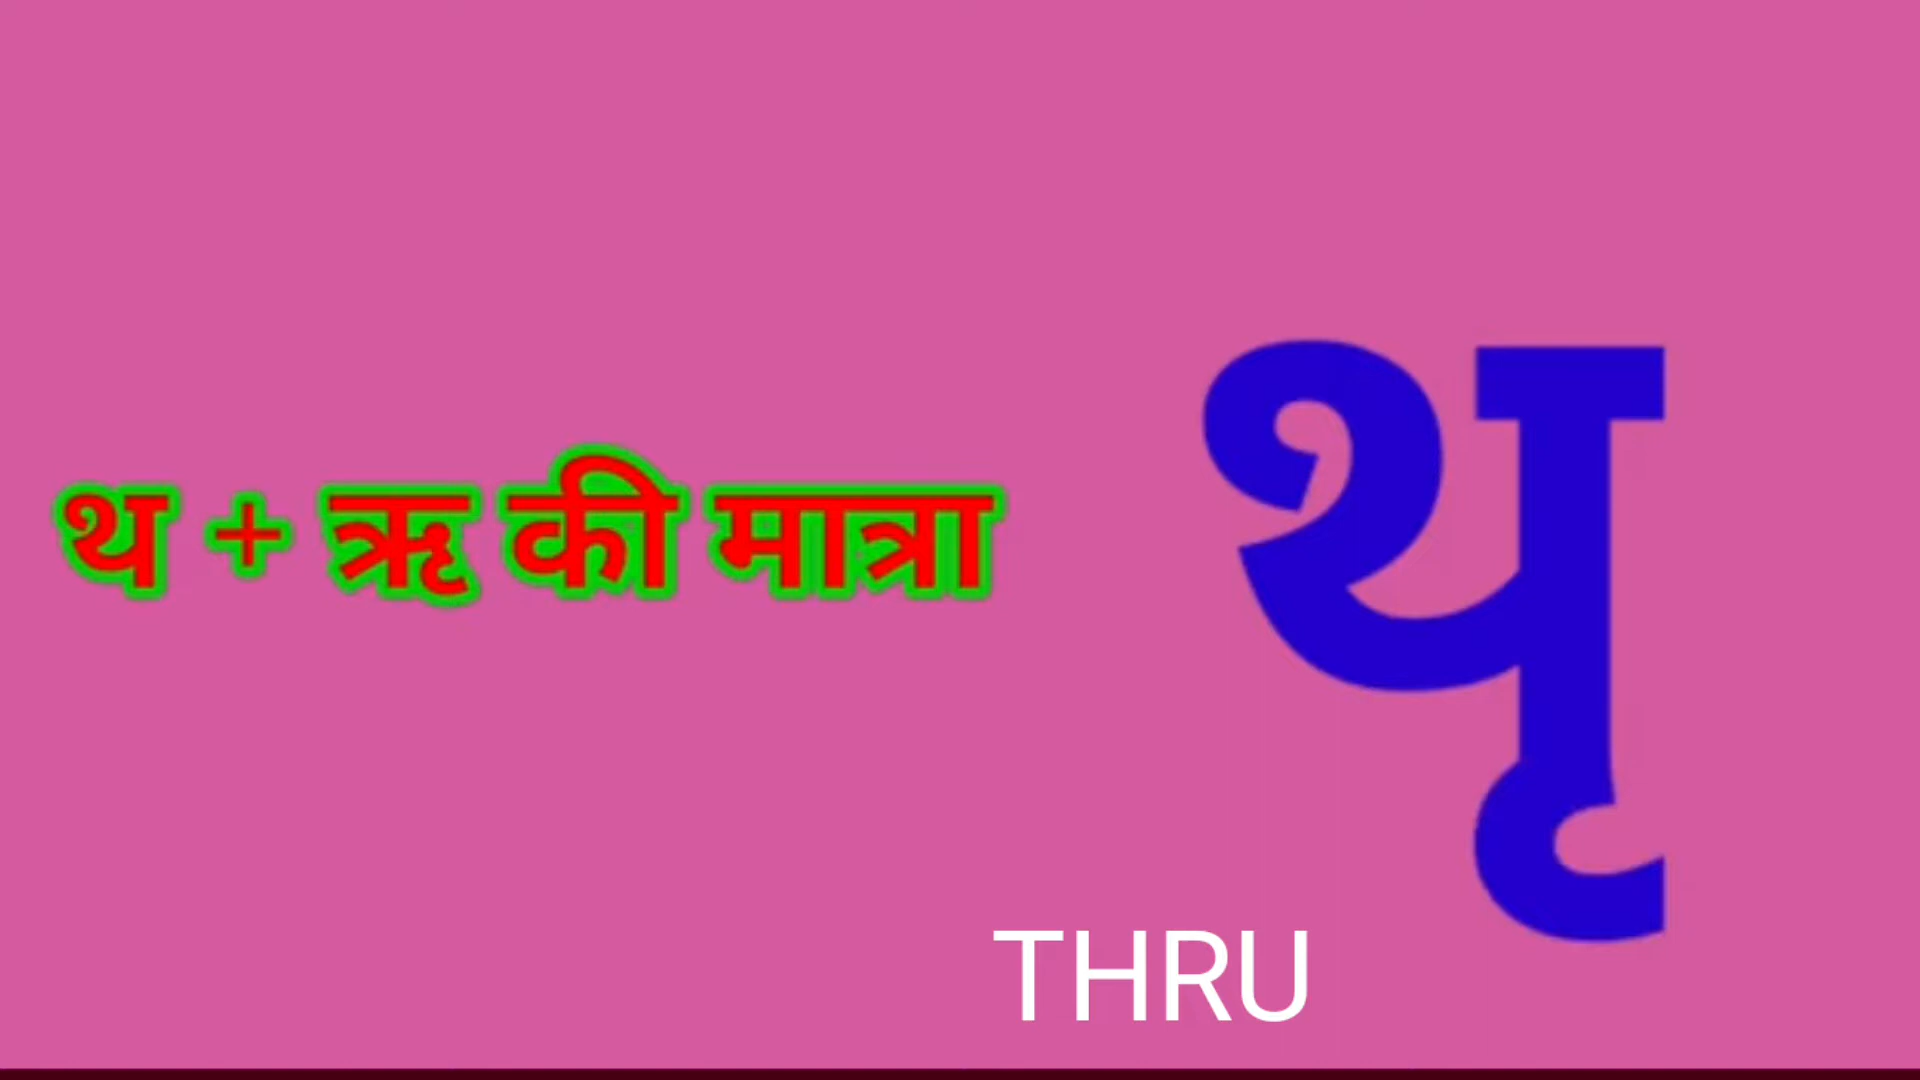 थ + ऋ की मात्रा
थृ
THRU